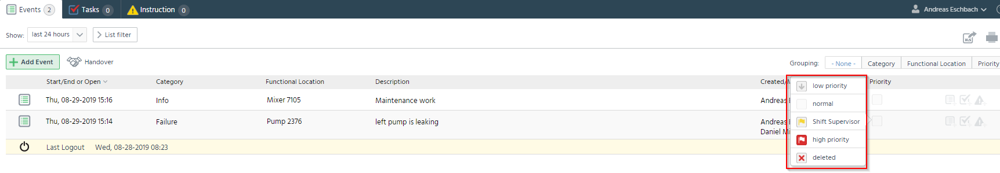 Events 2 Tasks 0 Instruction 0 Andreas Eschbach
Show: last 24 hours List filter XLS
Add Event Handover Grouping: - None - Category Functional Location Priority
Start/End or Open Category Functional Location Description Created/ Priority
low priority
Thu, 08-29-2019 15:16 Info Mixer 7105 Maintenance work Andreas
normal
Thu, 08-29-2019 15:14 Failure Pump 2376 left pump is leaking Andreas Shift Supervisor
Daniel
high priority
Last Logout Wed, 08-28-2019 08:23
deleted